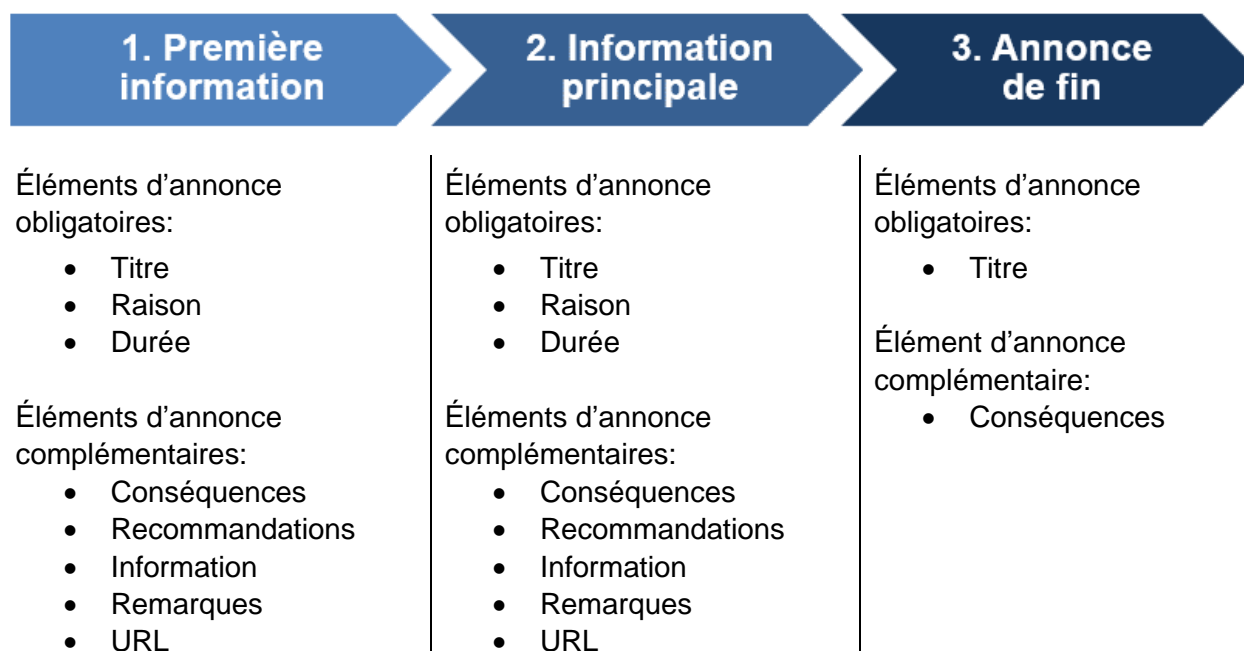 1. Première
information
2. Information
principale
3. Annonce
de fin
Éléments d’annonce
obligatoires:
• Titre
• Raison
• Durée
Éléments d’annonce
complémentaires:
• Conséquences
• Recommandations
• Information
• Remarques
• URL
Éléments d’annonce
obligatoires:
• Titre
• Raison
• Durée
Éléments d’annonce
complémentaires:
• Conséquences
• Recommandations
• Information
• Remarques
• URL
Éléments d’annonce
obligatoires:
• Titre
Élément d’annonce
complémentaire:
• Conséquences